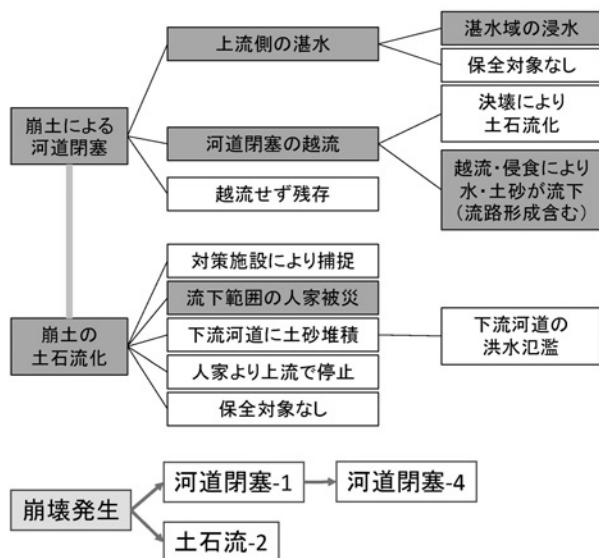 上流側の湛水
湛水域の浸水
保全対象なし
崩土による
河道閉塞
河道閉塞の越流
決壊により
土石流化
越流・侵食により
水・土砂が流下
(流路形成含む)
越流せず残存
崩土の
土石流化
対策施設により捕捉
流下範囲の人家被災
下流河道に土砂堆積
下流河道の
洪水氾濫
人家より上流で停止
保全対象なし
崩壊発生
河道閉塞-1
河道閉塞-4
土石流-2